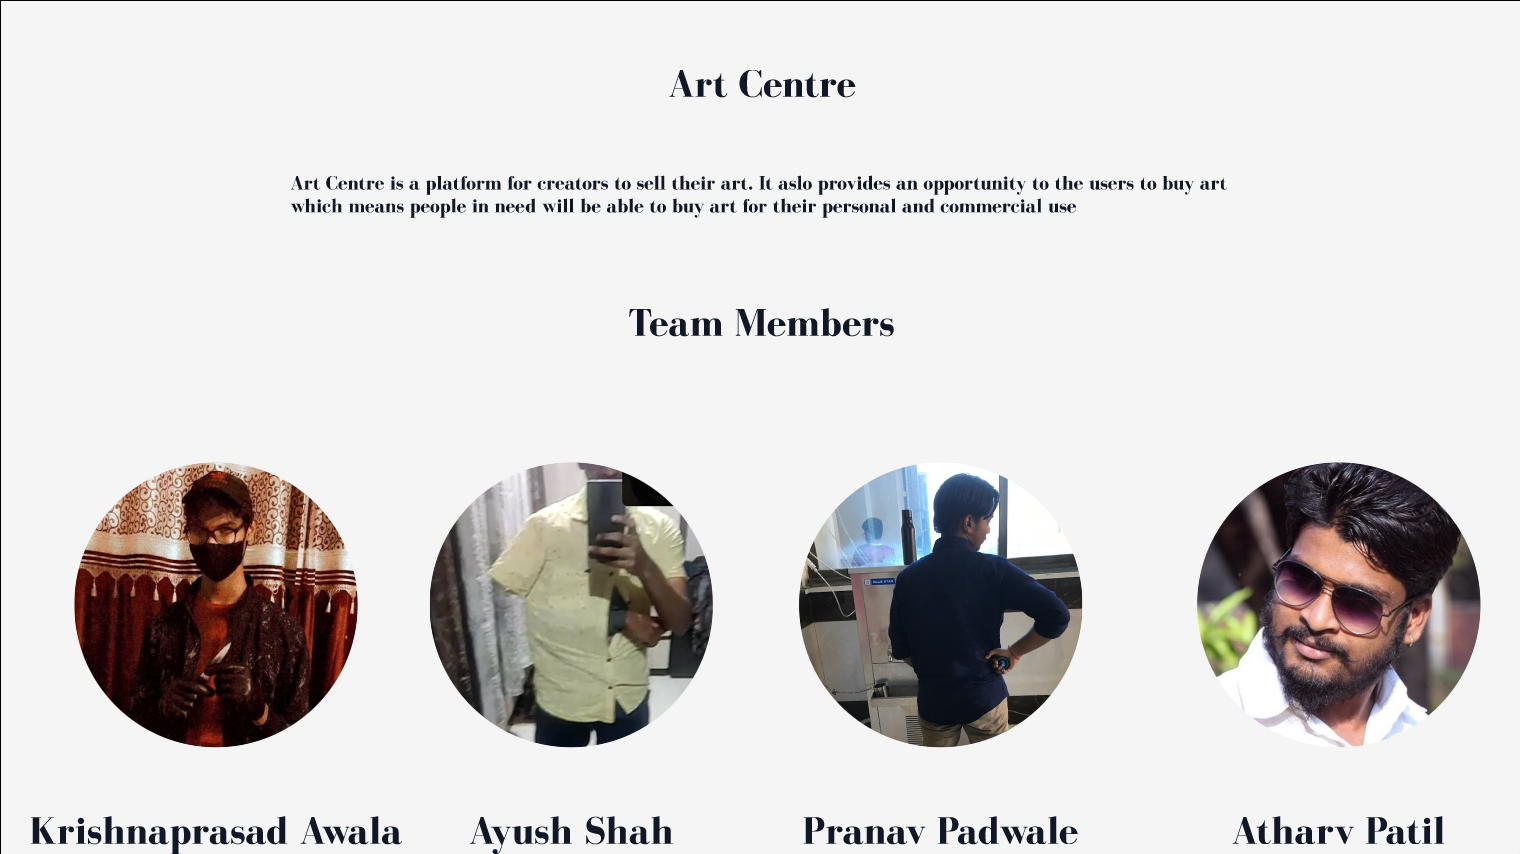 Art Centre
Art Centre is a platform for creators to sell their art. It aslo provides an opportunity to the users to buy art
which means people in need will be able to buy art for their personal and commercial use
Team Members
BLUE STAR
Krishnaprasad Awala
Ayush Shah
Pranav Padwale
Atharv Patil